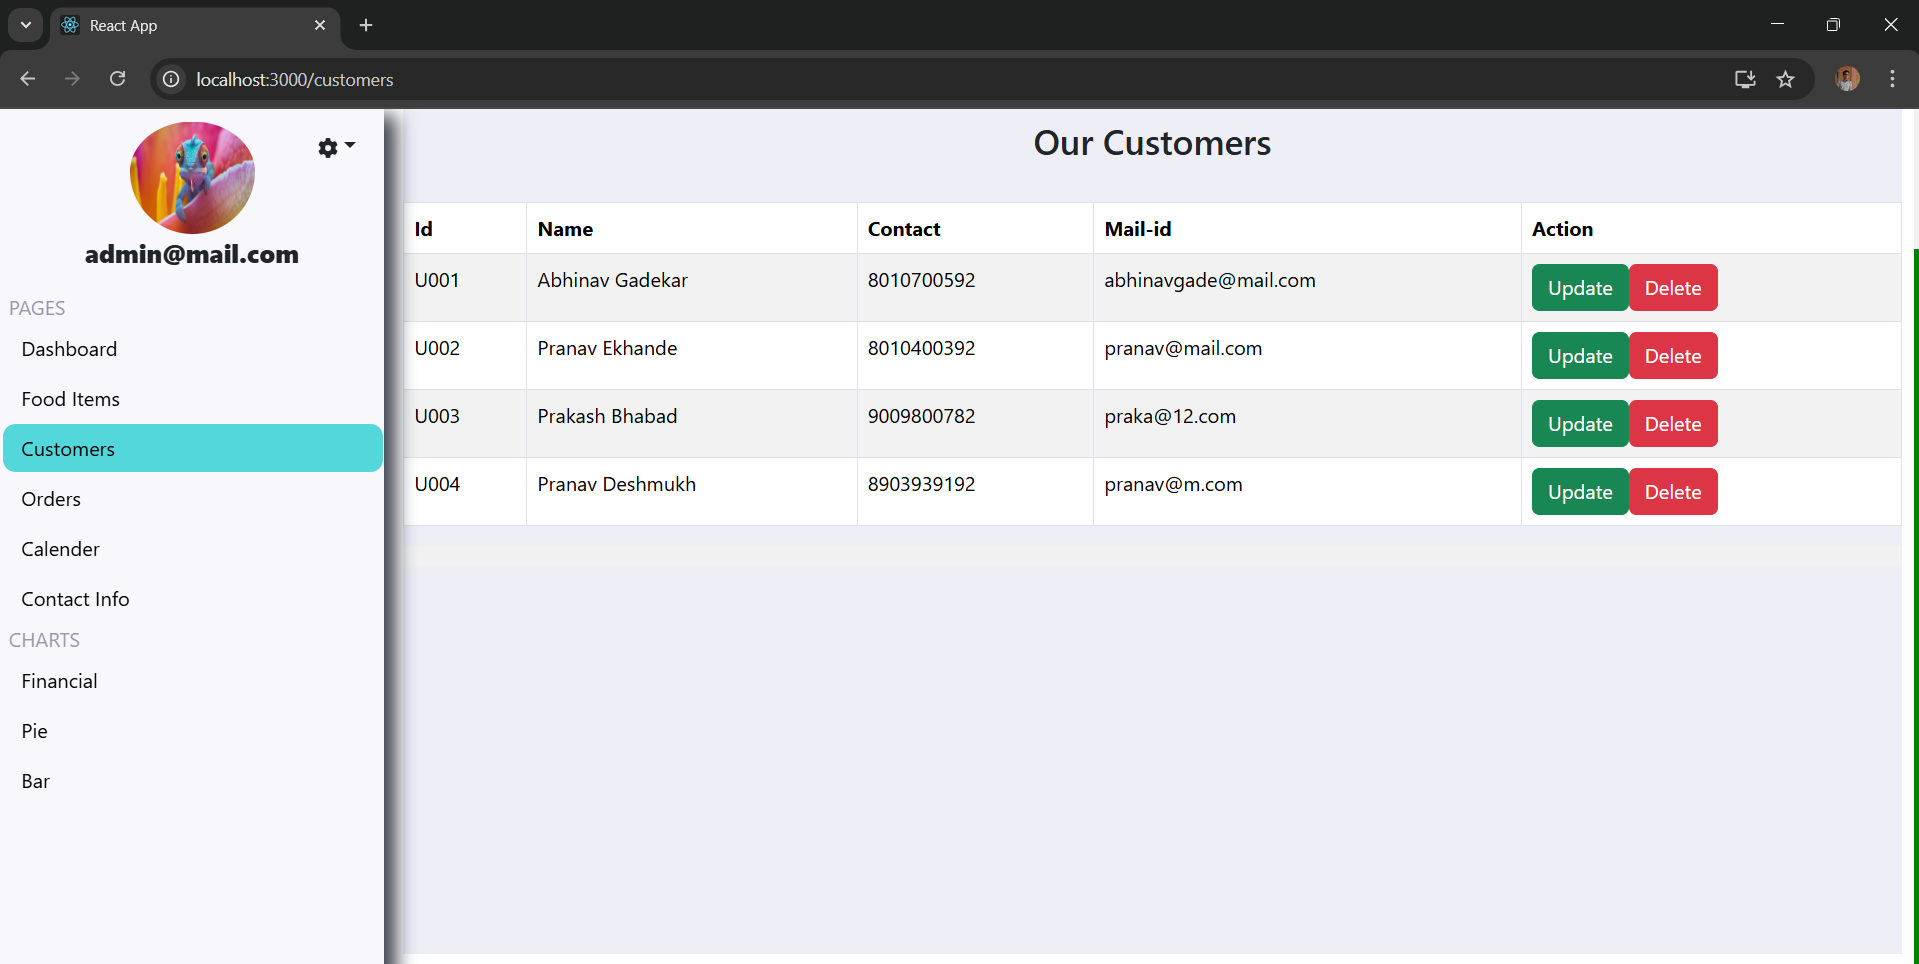 React App
localhost:3000/customers
admin@mail.com
PAGES
Dashboard
Food Items
Customers
Orders
Calender
Contact Info
CHARTS
Financial
Pie
Bar
Our Customers
Id Name Contact Mail-id Action
U001 Abhinav Gadekar 8010700592 abhinavgade@mail.com Update Delete
U002 Pranav Ekhande 8010400392 pranav@mail.com Update Delete
U003 Prakash Bhabad 9009800782 praka@12.com Update Delete
U004 Pranav Deshmukh 8903939192 pranav@m.com Update Delete